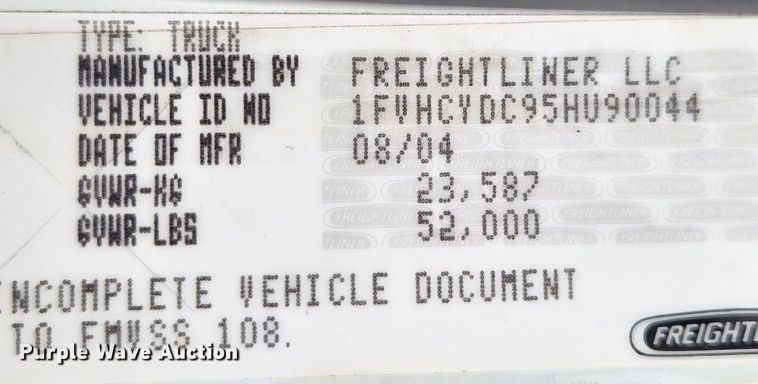 TYPE: TRUCK
MANUFACTURED BY FREIGHTLINER LLC
VEHICLE ID NO 1FVHCYDC95HU90044
DATE OF MFR 08/04
GVWR-KG 23,587
GVWR-LBS 52,000
INCOMPLETE VEHICLE DOCUMENT
TO FMVSS 108.
FREIGHTL
Purple Wave Auction